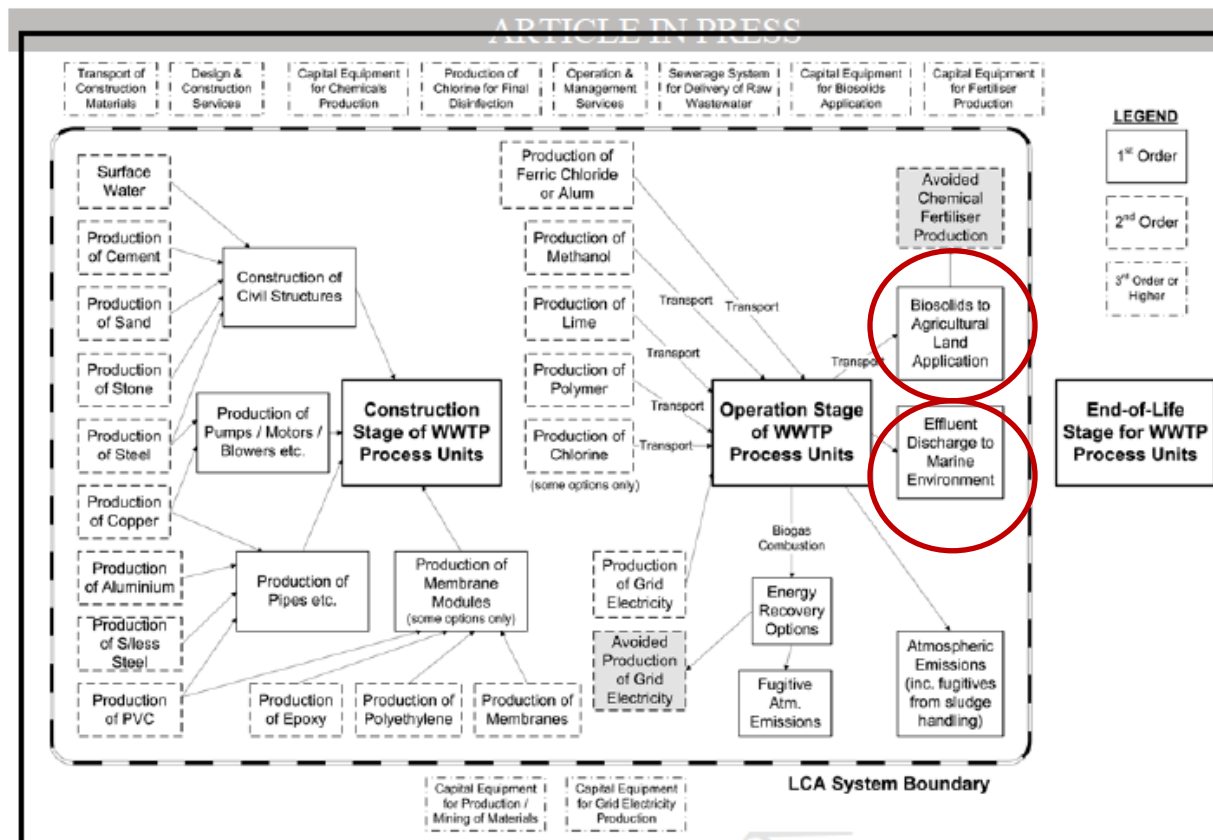 ARTICLE IN PRESS
Transport of
Construction
Materials
Design &
Construction
Services
Capital Equipment
for Chemicals
Production
Production of
Chlorine for Final
Disinfection
Operation &
Management
Services
Sewerage System
for Delivery of Raw
Wastewater
Capital Equipment
for Biosolids
Application
Capital Equipment
for Fertiliser
Production
LEGEND
1st Order
2nd Order
3rd Order or
Higher
Surface
Water
Production
of Cement
Production
of Sand
Production
of Stone
Production
of Steel
Production
of Copper
Production
of Aluminium
Production
of S/less
Steel
Production
of PVC
Construction of
Civil Structures
Production of
Pumps / Motors /
Blowers etc.
Production of
Pipes etc.
Construction
Stage of WWTP
Process Units
Production of
Membrane
Modules
(some options only)
Production
of Epoxy
Production of
Polyethylene
Production of
Membranes
Production of
Ferric Chloride
or Alum
Production of
Methanol
Production of
Lime
Production of
Polymer
Production of
Chlorine
(some options only)
Transport
Transport
Transport
Transport
Transport
Transport
Production
of Grid
Electricity
Avoided
Production
of Grid
Electricity
Operation Stage
of WWTP
Process Units
Biogas
Combustion
Energy
Recovery
Options
Fugitive
Atm.
Emissions
Avoided
Chemical
Fertiliser
Production
Biosolids to
Agricultural
Land
Application
Effluent
Discharge to
Marine
Environment
Atmospheric
Emissions
(inc. fugitives
from sludge
handling)
End-of-Life
Stage for WWTP
Process Units
LCA System Boundary
Capital Equipment
for Production /
Mining of Materials
Capital Equipment
for Grid Electricity
Production